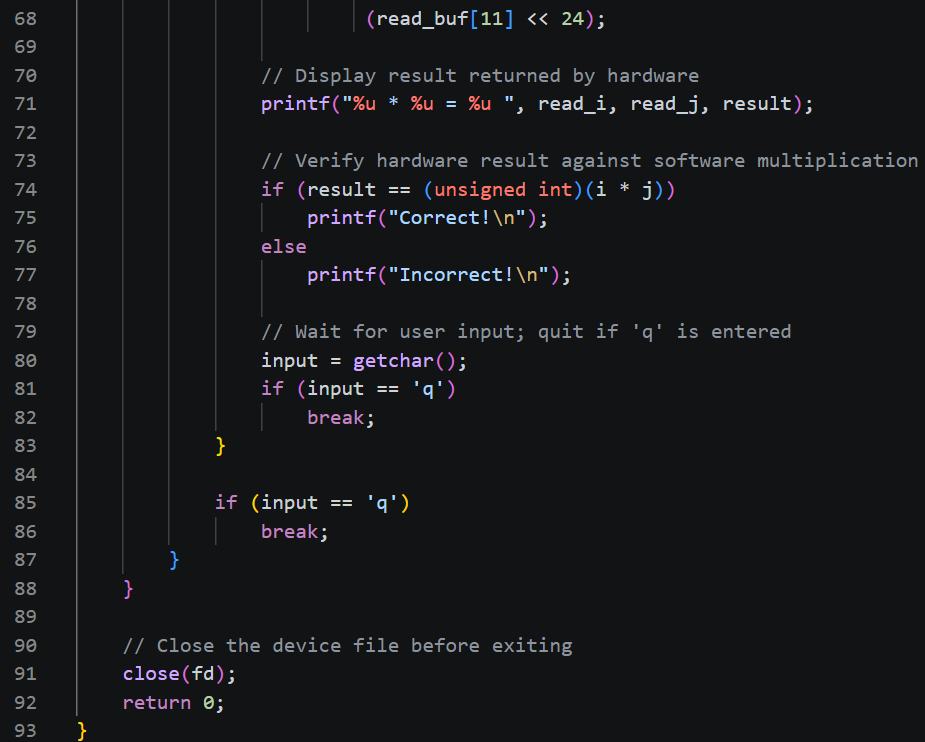 68 (read_buf[11] << 24);
69
70 // Display result returned by hardware
71 printf("%u * %u = %u ", read_i, read_j, result);
72
73 // Verify hardware result against software multiplication
74 if (result == (unsigned int)(i * j))
75 printf("Correct!\n");
76 else
77 printf("Incorrect!\n");
78
79 // Wait for user input; quit if 'q' is entered
80 input = getchar();
81 if (input == 'q')
82 break;
83 }
84
85 if (input == 'q')
86 break;
87 }
88 }
89
90 // Close the device file before exiting
91 close(fd);
92 return 0;
93 }